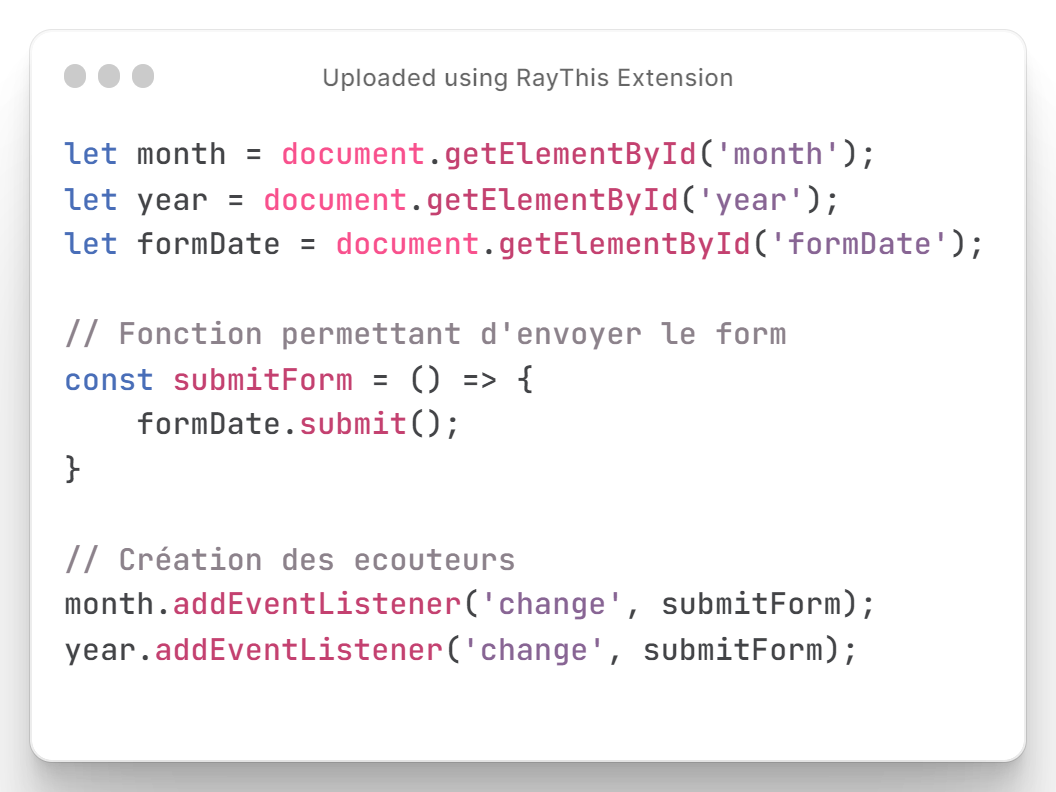 Uploaded using RayThis Extension
let month = document.getElementById('month');
let year = document.getElementById('year');
let formDate = document.getElementById('formDate');
// Fonction permettant d'envoyer le form
const submitForm = () => {
    formDate.submit();
}
// Création des ecouteurs
month.addEventListener('change', submitForm);
year.addEventListener('change', submitForm);